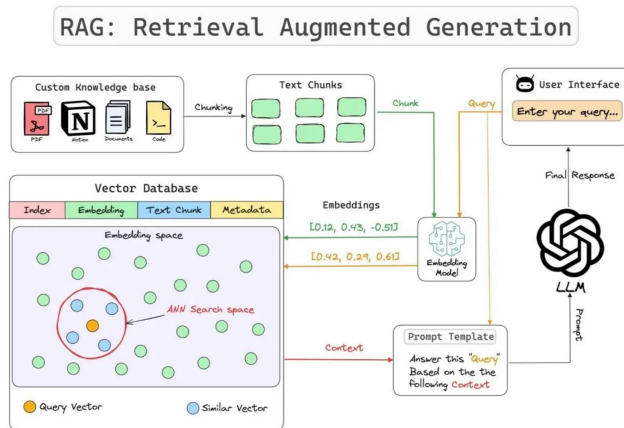 RAG: Retrieval Augmented Generation
Custom Knowledge base
PDF
PDF
Notion
Documents
Code
Chunking
Text Chunks
Chunk
Query
User Interface
Enter your query...
Vector Database
Index
Embedding
Text Chunk
Metadata
Embedding space
ANN Search space
Query Vector
Similar Vector
Embeddings
[0.12, 0.43, -0.51]
[0.42, 0.29, 0.61]
Embedding
Model
Context
Prompt Template
Answer this "Query"
Based on the the
following Context
Prompt
LLM
Final Response